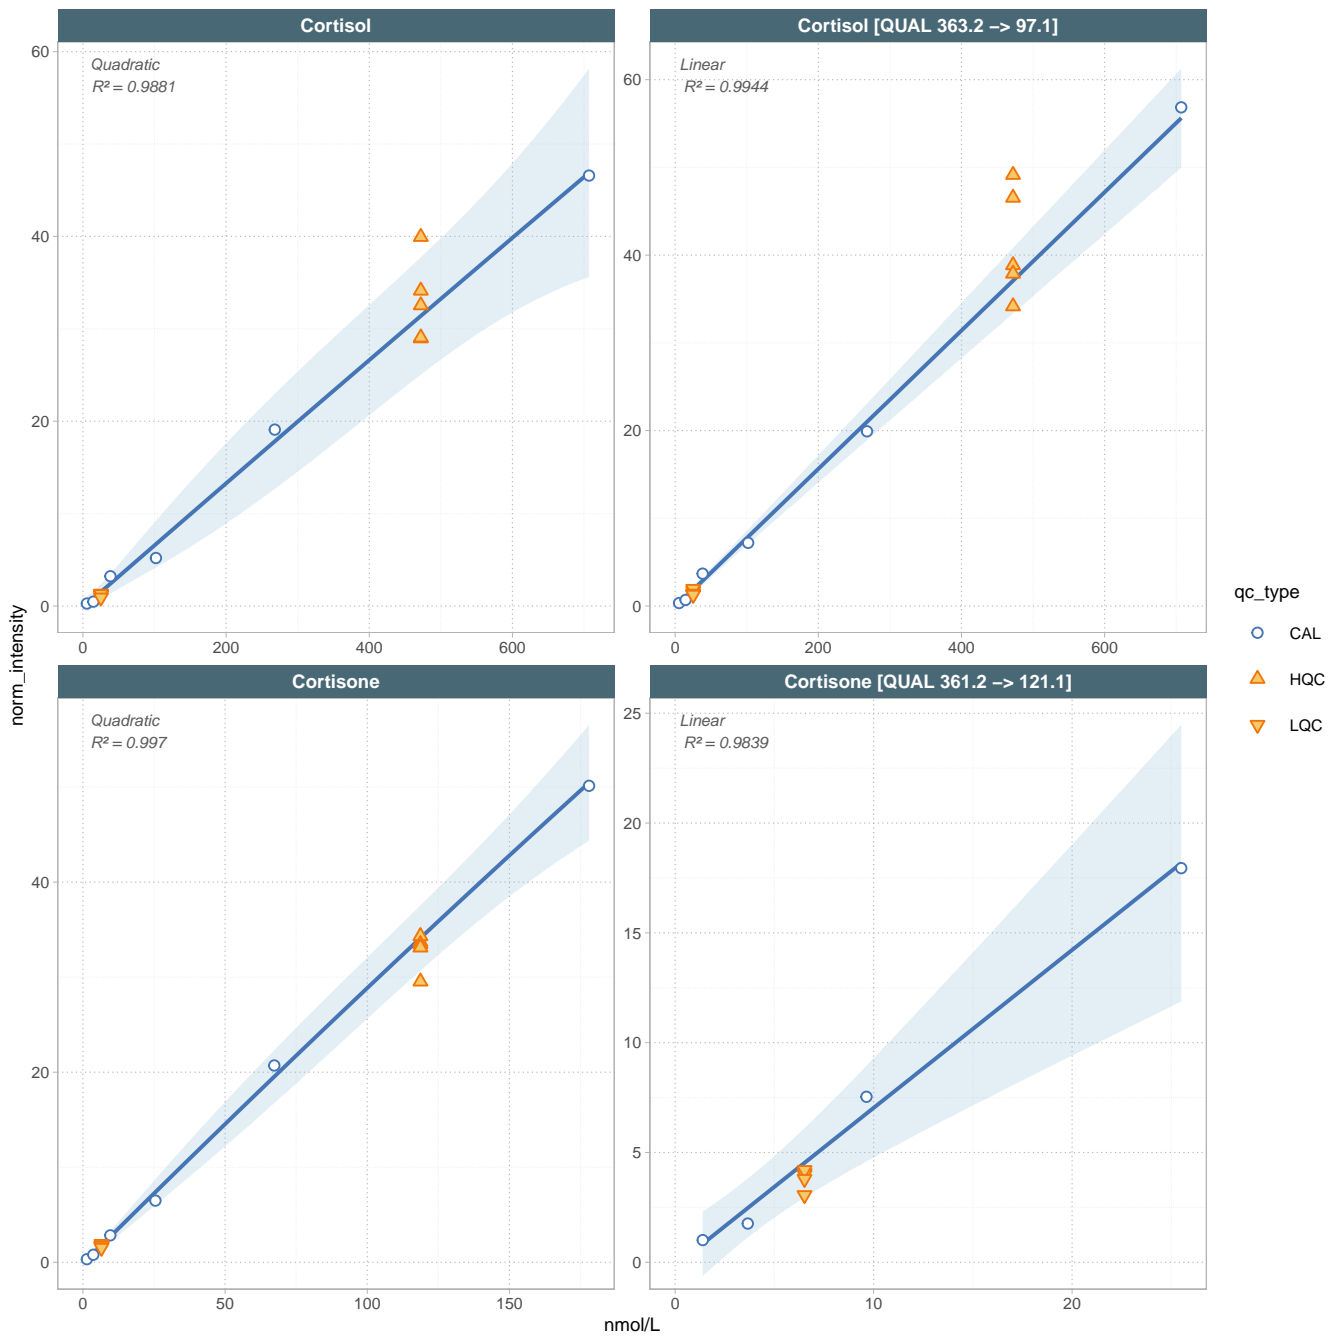 Cortisol
Quadratic
R² = 0.9881
60
40
20
0
0 200 400 600
Cortisol [QUAL 363.2 −> 97.1]
Linear
R² = 0.9944
60
40
20
0
0 200 400 600
Cortisone
Quadratic
R² = 0.997
40
20
0
0 50 100 150
Cortisone [QUAL 361.2 −> 121.1]
Linear
R² = 0.9839
25
20
15
10
5
0
0 10 20
norm_intensity
nmol/L
qc_type
CAL
HQC
LQC